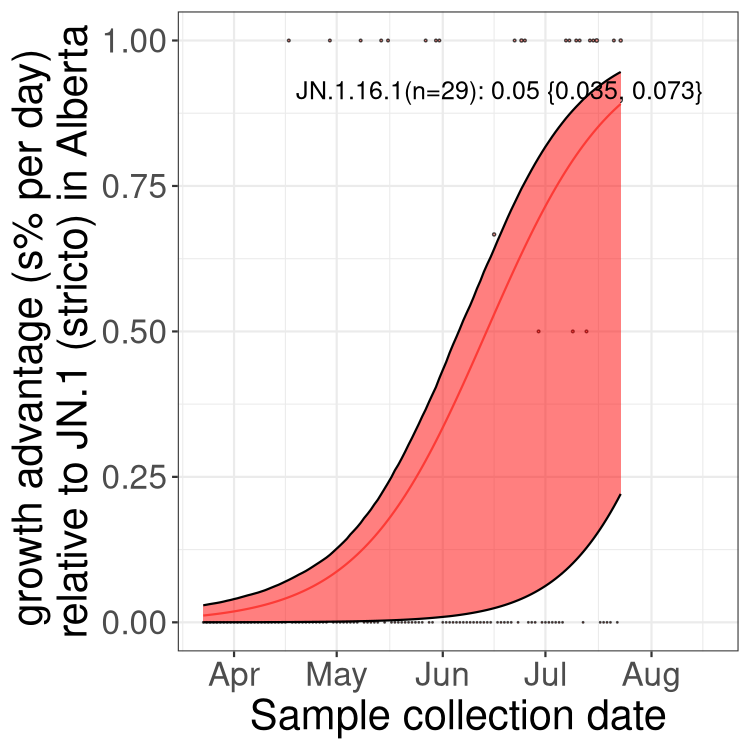 growth advantage (s% per day)
relative to JN.1 (stricto) in Alberta
1.00
0.75
0.50
0.25
0.00
JN.1.16.1(n=29): 0.05 {0.035, 0.073}
Apr May Jun Jul Aug
Sample collection date